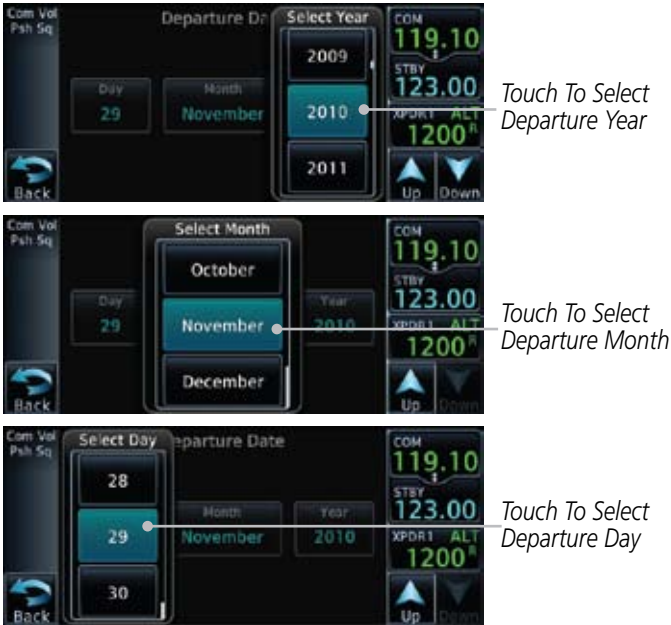 Com Vol
Psh Sq
Departure Da
Select Year
2009
2010
2011
Day
29
Month
November
COM
119.10
STBY
123.00
XPDR1 ALT
1200 R
Back
Up
Down
Touch To Select
Departure Year
Com Vol
Psh Sq
Select Month
October
November
December
Day
29
Year
2010
COM
119.10
STBY
123.00
XPDR1 ALT
1200 R
Back
Up
Down
Touch To Select
Departure Month
Com Vol
Psh Sq
Select Day
eparture Date
28
29
30
Month
November
Year
2010
COM
119.10
STBY
123.00
XPDR1 ALT
1200 R
Back
Up
Down
Touch To Select
Departure Day